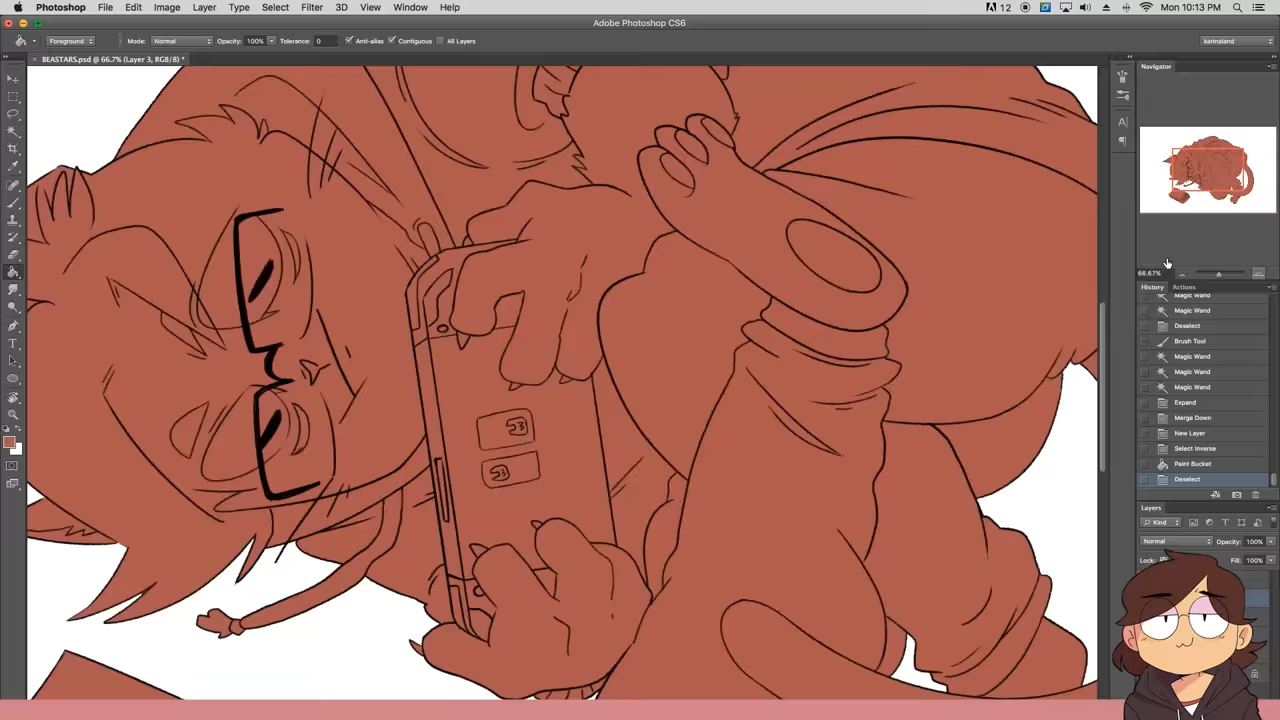 Photoshop File Edit Image Layer Type Select Filter 3D View Window Help 12 Mon 10:13 PM
Adobe Photoshop CS6
Foreground Mode: Normal Opacity: 100% Tolerance: 0 Anti-alias Contiguous All Layers karinaland
× BEASTARS.psd @ 66.7% (Layer 3, RGB/8) *
Navigator
66.67%
History Actions
Magic Wand
Magic Wand
Deselect
Brush Tool
Magic Wand
Magic Wand
Magic Wand
Expand
Merge Down
New Layer
Select Inverse
Paint Bucket
Deselect
Layers
Kind
Normal Opacity: 100%
Lock: Fill: 100%